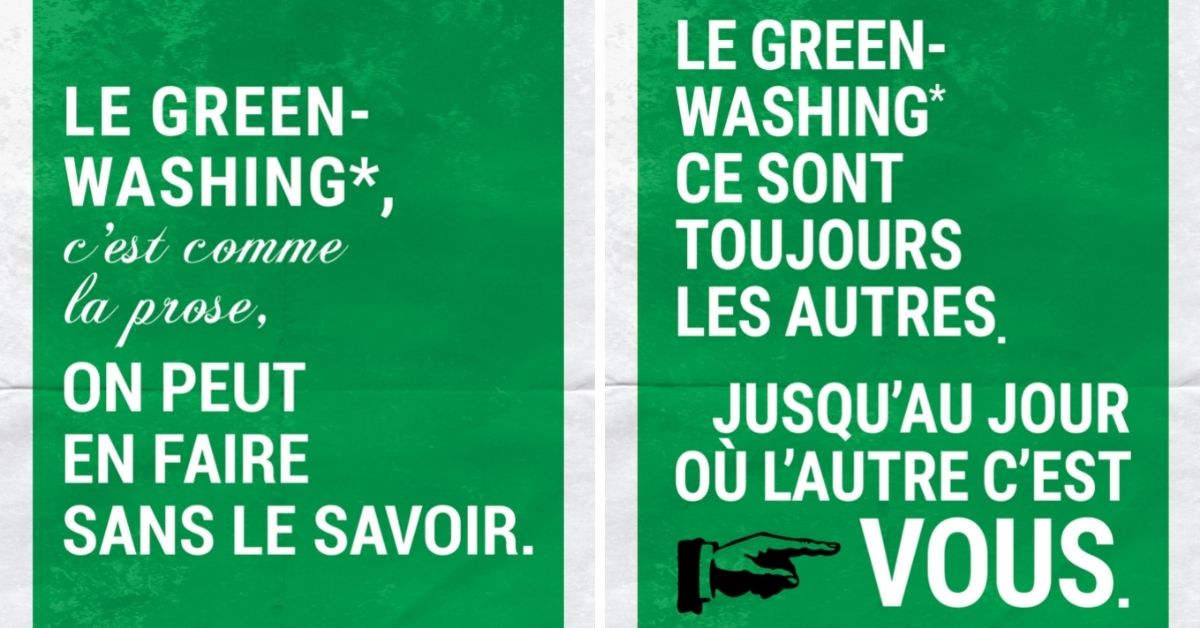 LE GREEN-
WASHING*,
c'est comme
la prose,
ON PEUT
EN FAIRE
SANS LE SAVOIR.
LE GREEN-
WASHING*
CE SONT
TOUJOURS
LES AUTRES.
JUSQU'AU JOUR
OÙ L'AUTRE C'EST
VOUS.